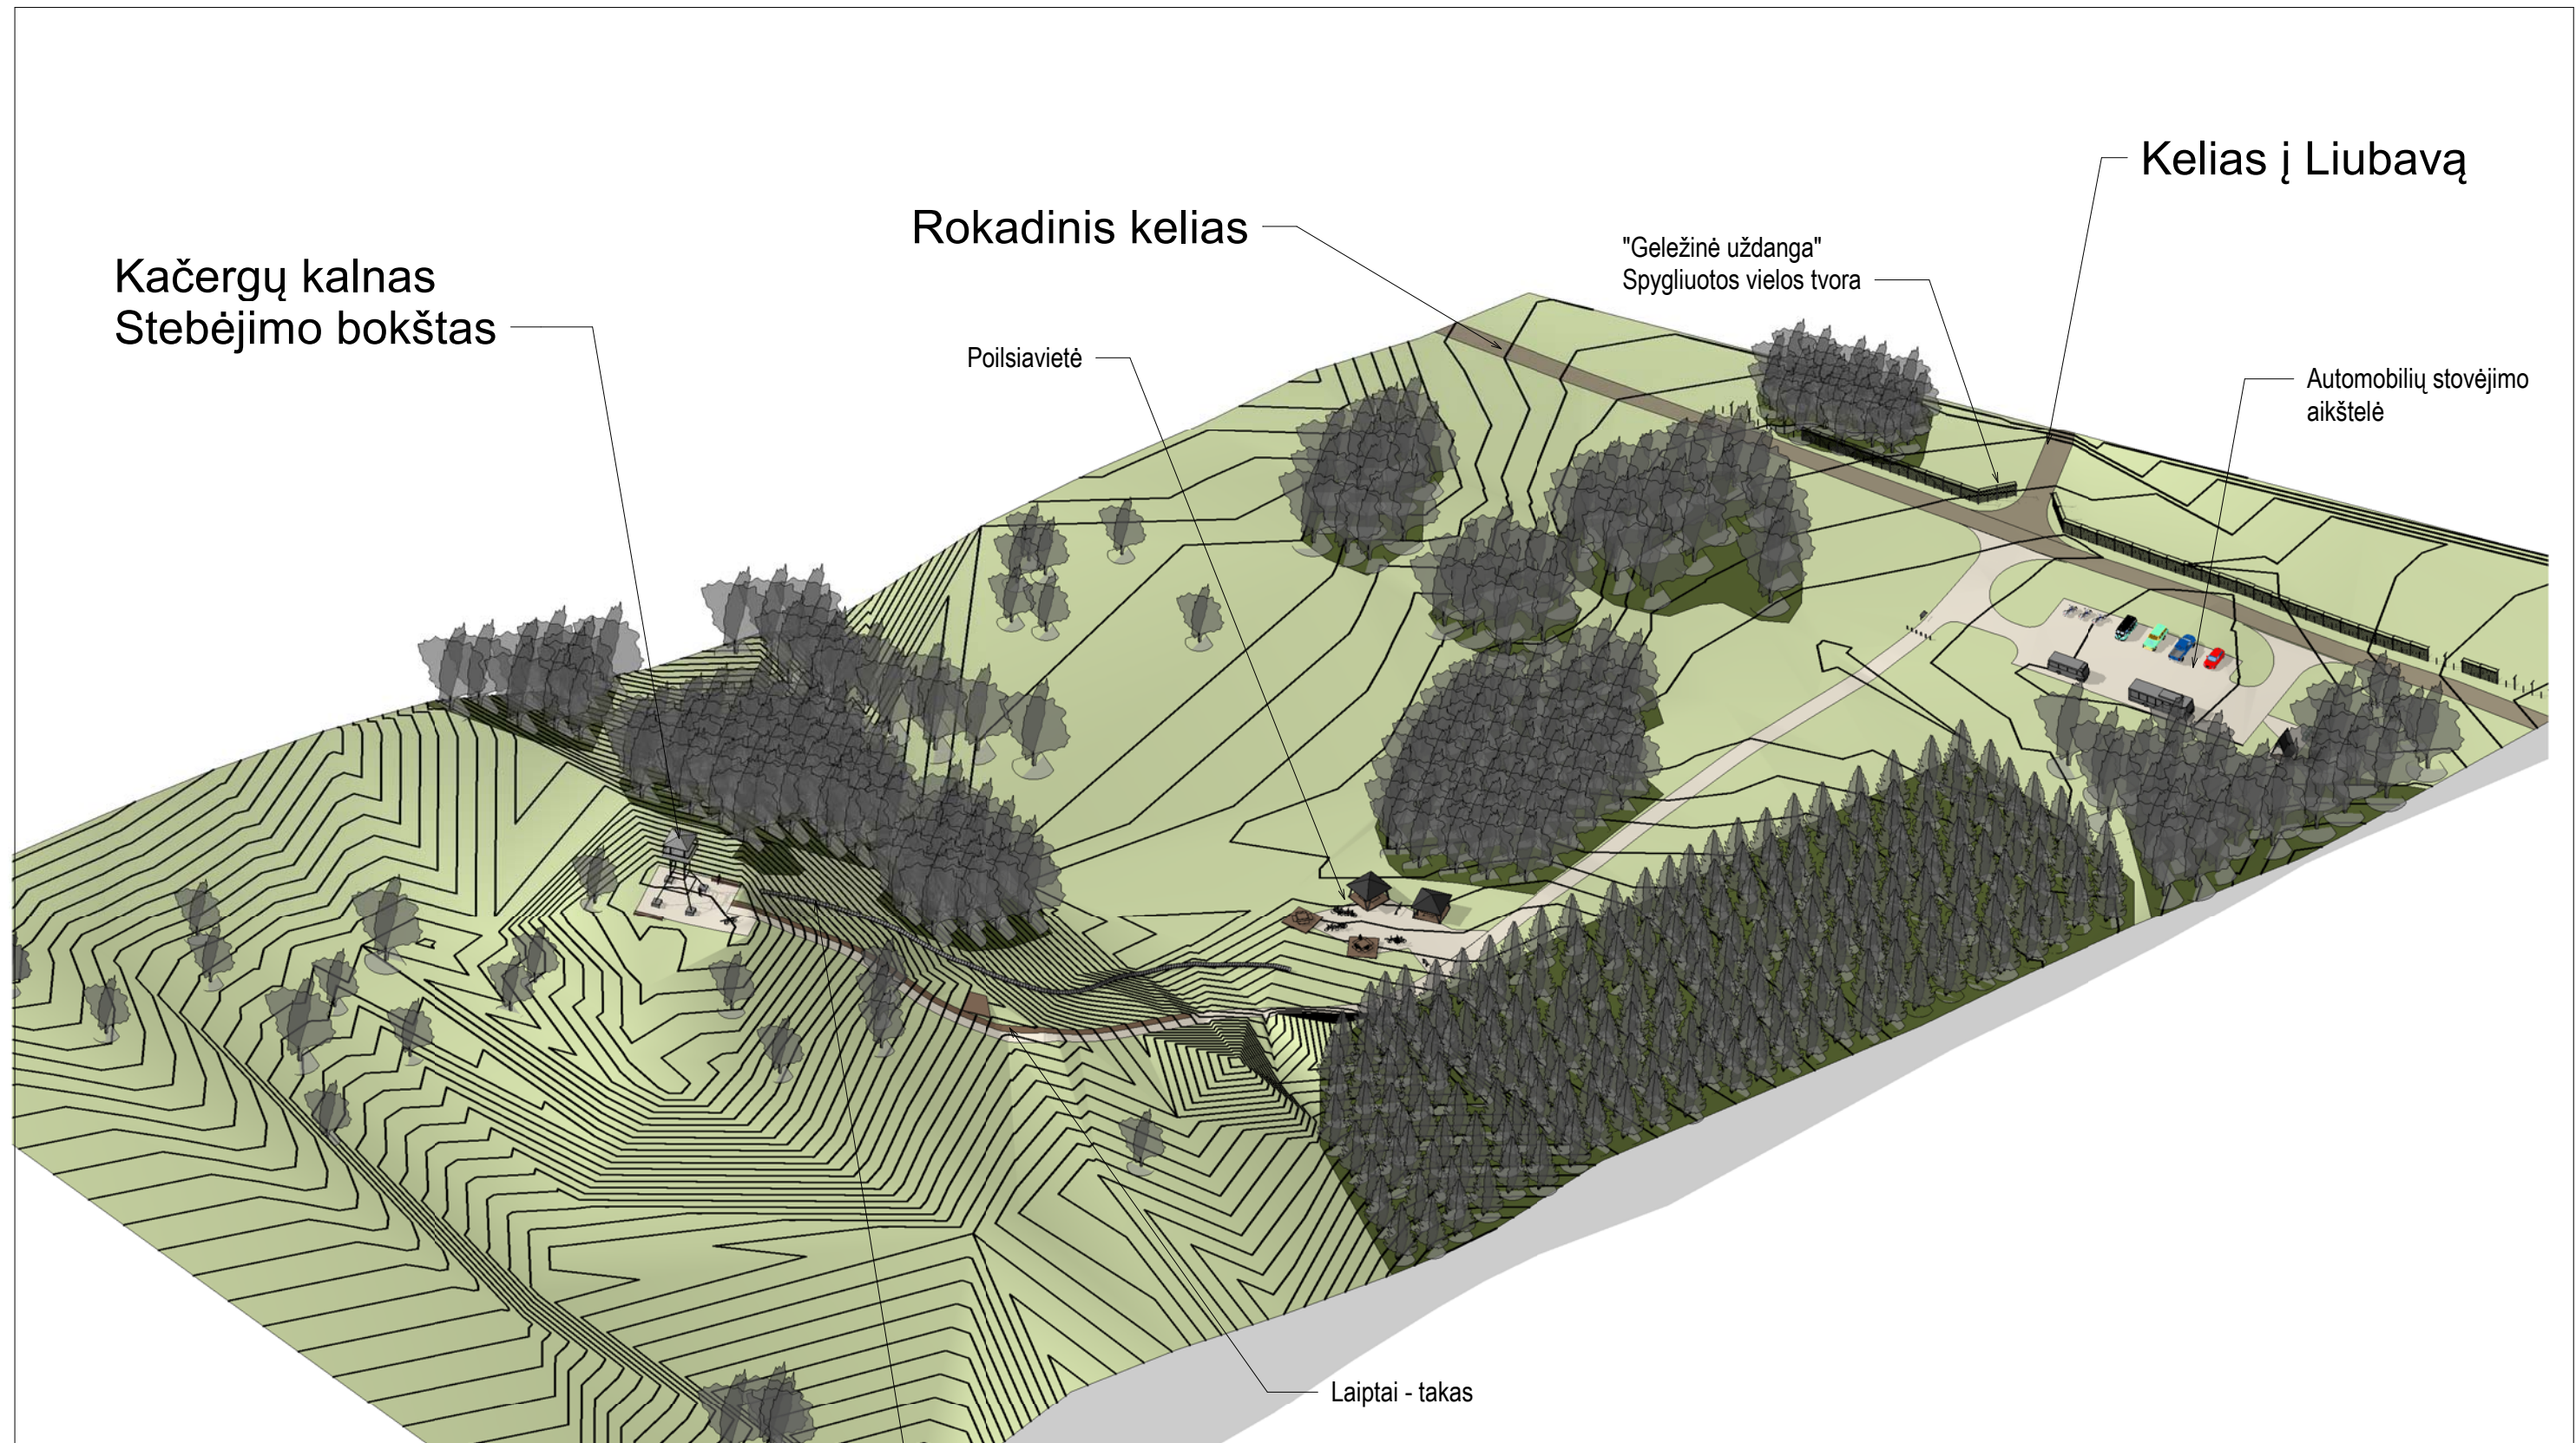 Kelias į Liubavą
Rokadinis kelias
"Geležinė uždanga"
Spygliuotos vielos tvora
Kačergų kalnas
Stebėjimo bokštas
Poilsiavietė
Automobilių stovėjimo
aikštelė
Laiptai - takas